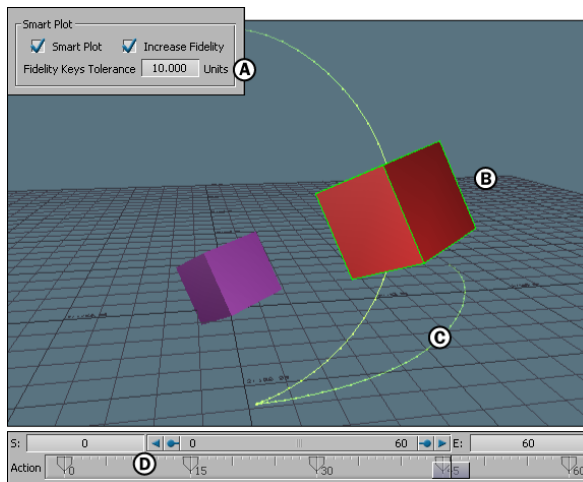 Smart Plot
Smart Plot Increase Fidelity
Fidelity Keys Tolerance 10.000 Units A
B
C
S: 0 0 60 E: 60
Action D 0 15 30 45 60